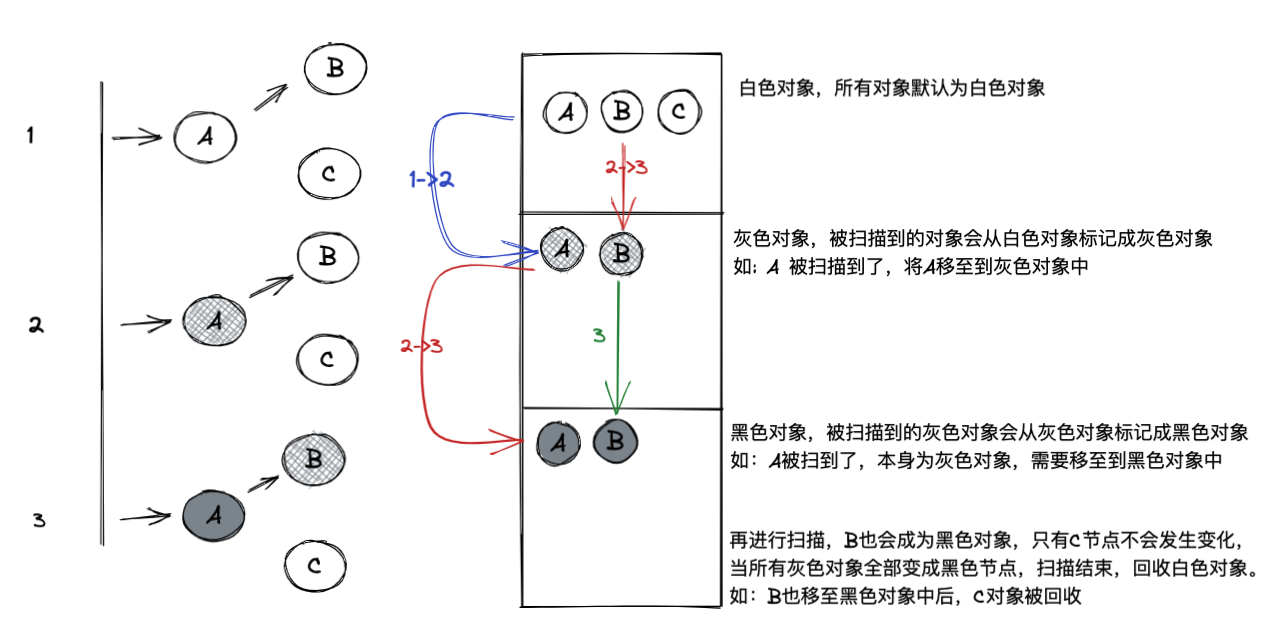 1
A
B
C
2
A
B
C
3
A
B
C
1->2
2->3
A B C
2->3
A B
3
A B
白色对象，所有对象默认为白色对象
灰色对象，被扫描到的对象会从白色对象标记成灰色对象
如: A 被扫描到了，将A移至到灰色对象中
黑色对象，被扫描到的灰色对象会从灰色对象标记成黑色对象
如：A被扫到了，本身为灰色对象，需要移至到黑色对象中
再进行扫描，B也会成为黑色对象，只有C节点不会发生变化，
当所有灰色对象全部变成黑色节点，扫描结束，回收白色对象。
如：B也移至黑色对象中后，C对象被回收